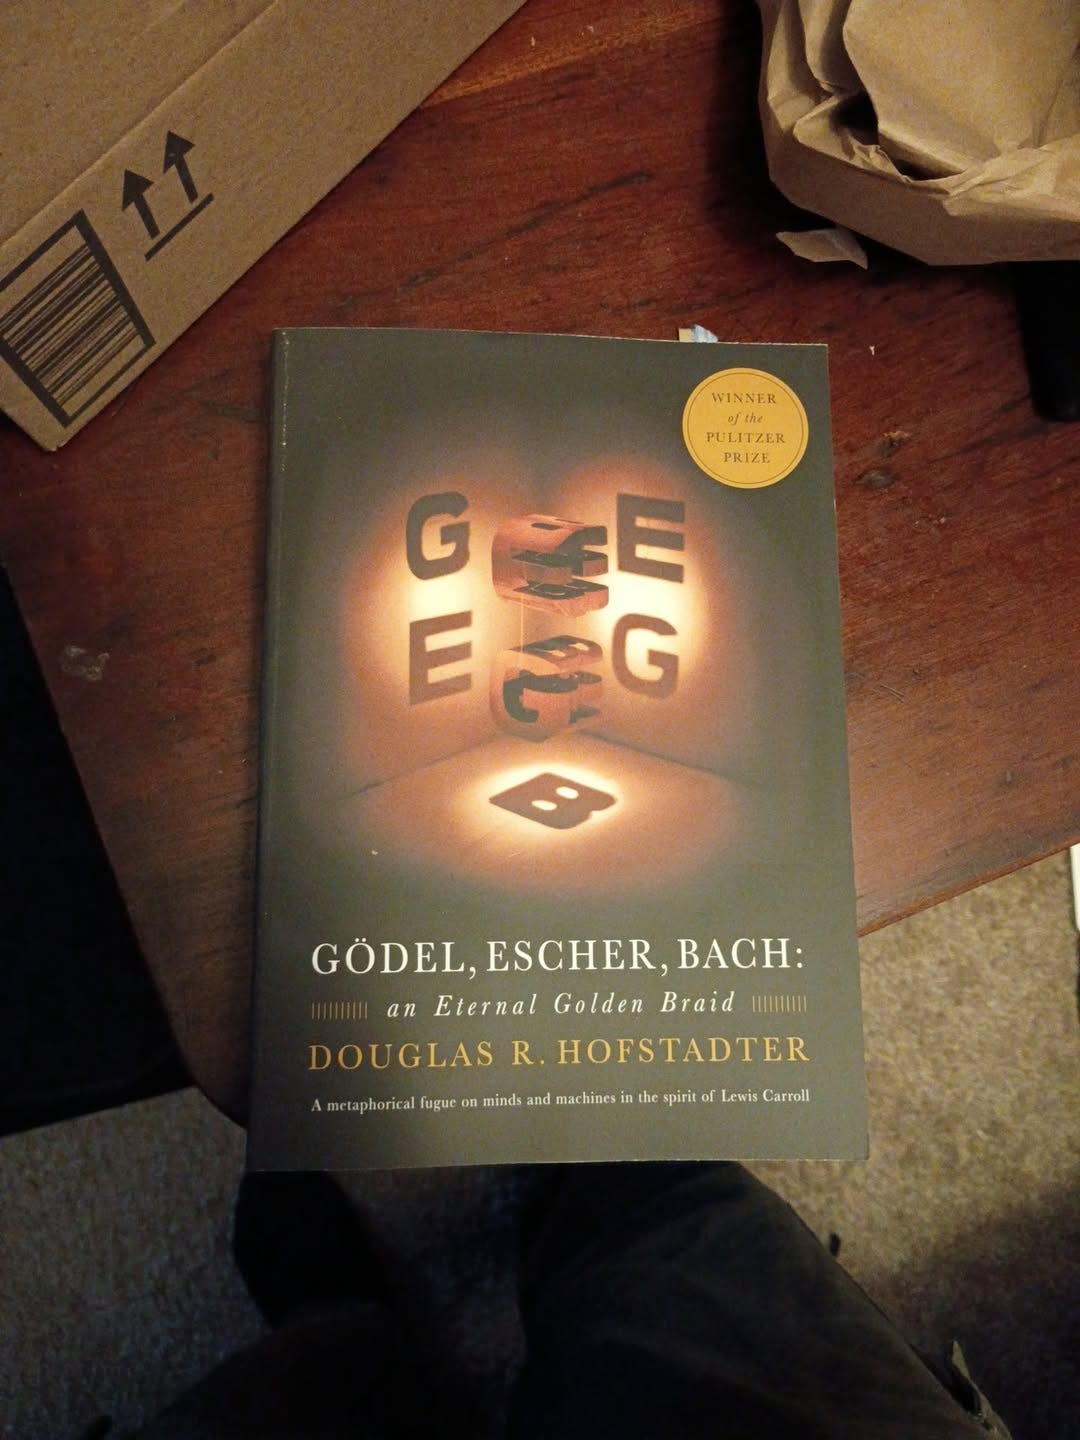 WINNER
of the
PULITZER
PRIZE
G E
E G
B
GÖDEL, ESCHER, BACH:
an Eternal Golden Braid
DOUGLAS R. HOFSTADTER
A metaphorical fugue on minds and machines in the spirit of Lewis Carroll